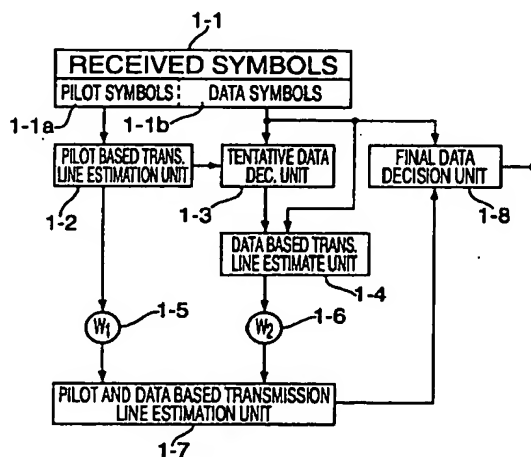 1-1
RECEIVED SYMBOLS
PILOT SYMBOLS DATA SYMBOLS
1-1a 1-1b
PILOT BASED TRANS.
LINE ESTIMATION UNIT
1-2
TENTATIVE DATA
DEC. UNIT
1-3
FINAL DATA
DECISION UNIT
1-8
DATA BASED TRANS.
LINE ESTIMATE UNIT
1-4
W1
1-5
W2
1-6
PILOT AND DATA BASED TRANSMISSION
LINE ESTIMATION UNIT
1-7